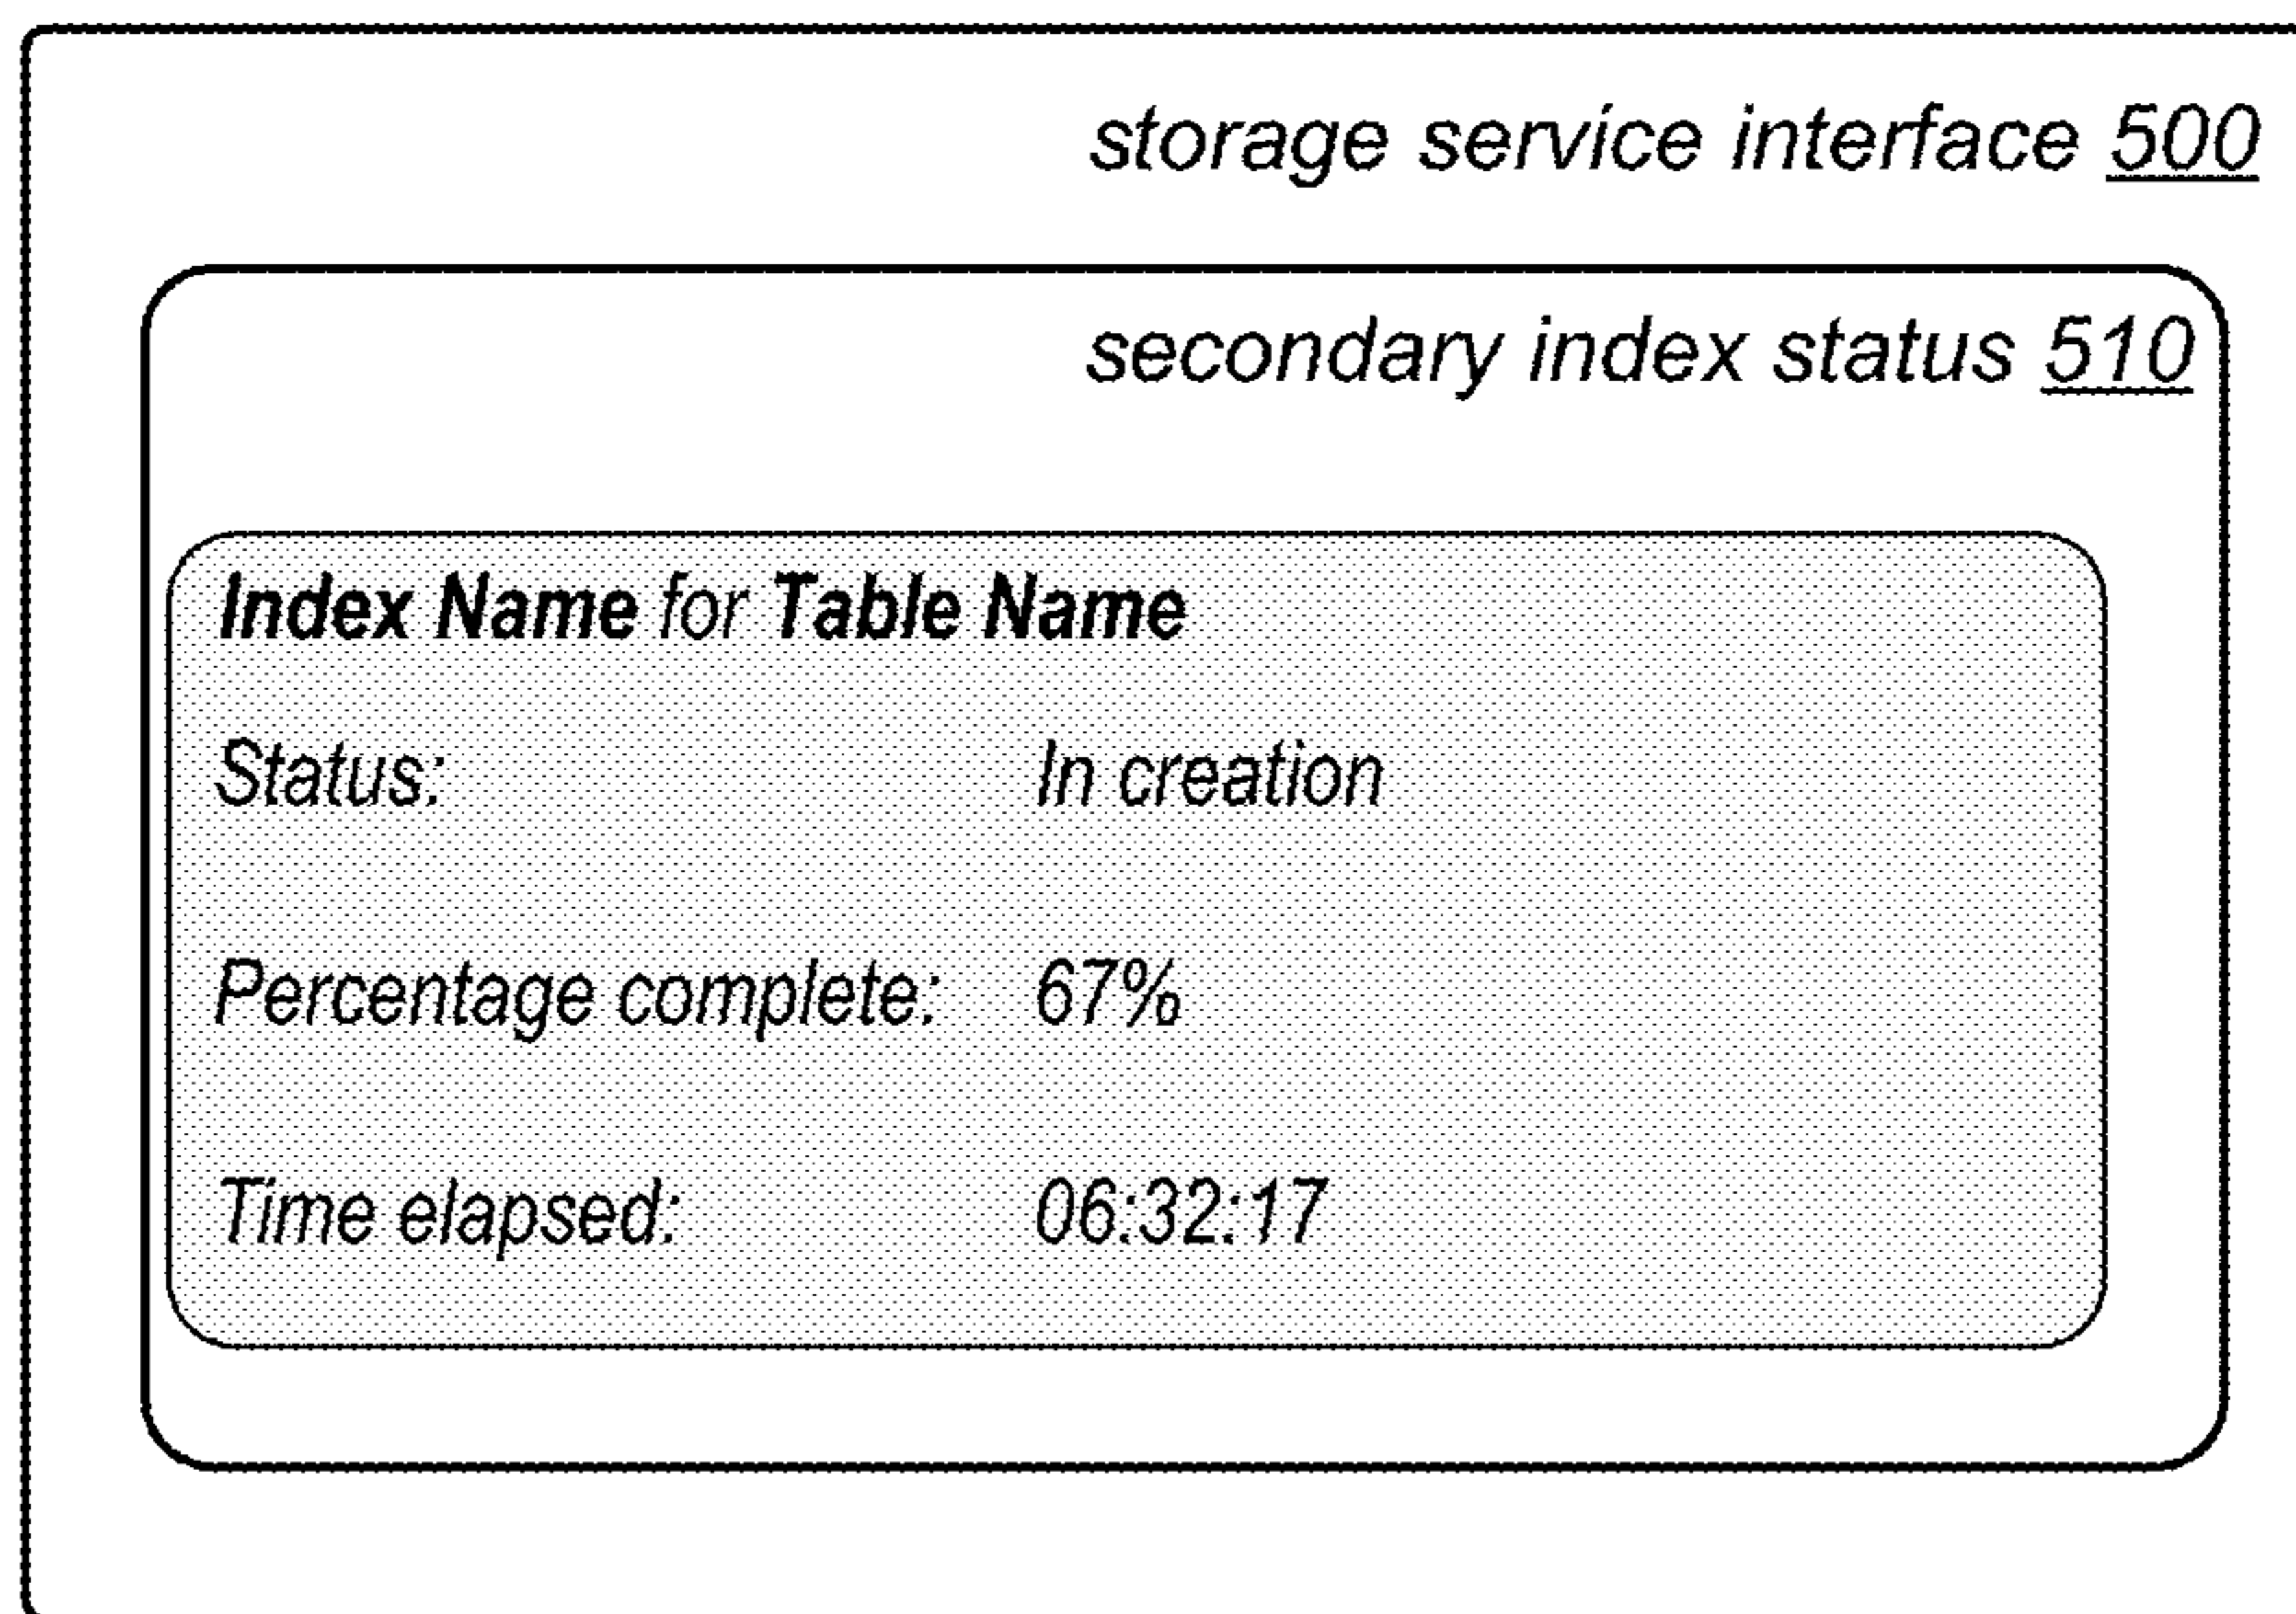 storage service interface 500
secondary index status 510
Index Name for Table Name
Status: In creation
Percentage complete: 67%
Time elapsed: 06:32:17